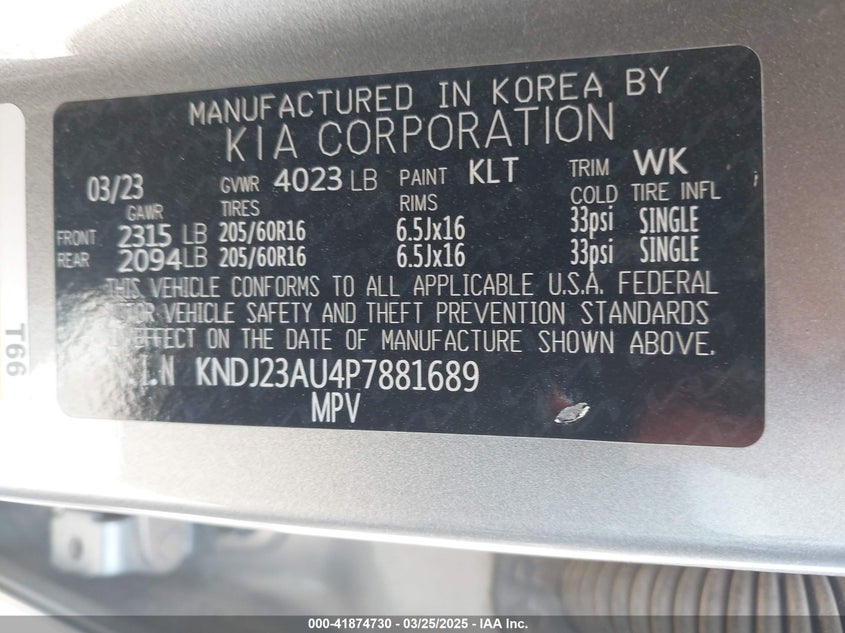 MANUFACTURED IN KOREA BY
KIA CORPORATION
03/23 GVWR 4023 LB PAINT KLT TRIM WK
GAWR TIRES RIMS COLD TIRE INFL
FRONT 2315 LB 205/60R16 6.5Jx16 33psi SINGLE
REAR 2094 LB 205/60R16 6.5Jx16 33psi SINGLE
THIS VEHICLE CONFORMS TO ALL APPLICABLE U.S.A. FEDERAL
VEHICLE SAFETY AND THEFT PREVENTION STANDARDS
EFFECT ON THE DATE OF MANUFACTURE SHOWN ABOVE.
.I.N KNDJ23AU4P7881689
MPV
T66
000-41874730 - 03/25/2025 - IAA Inc.